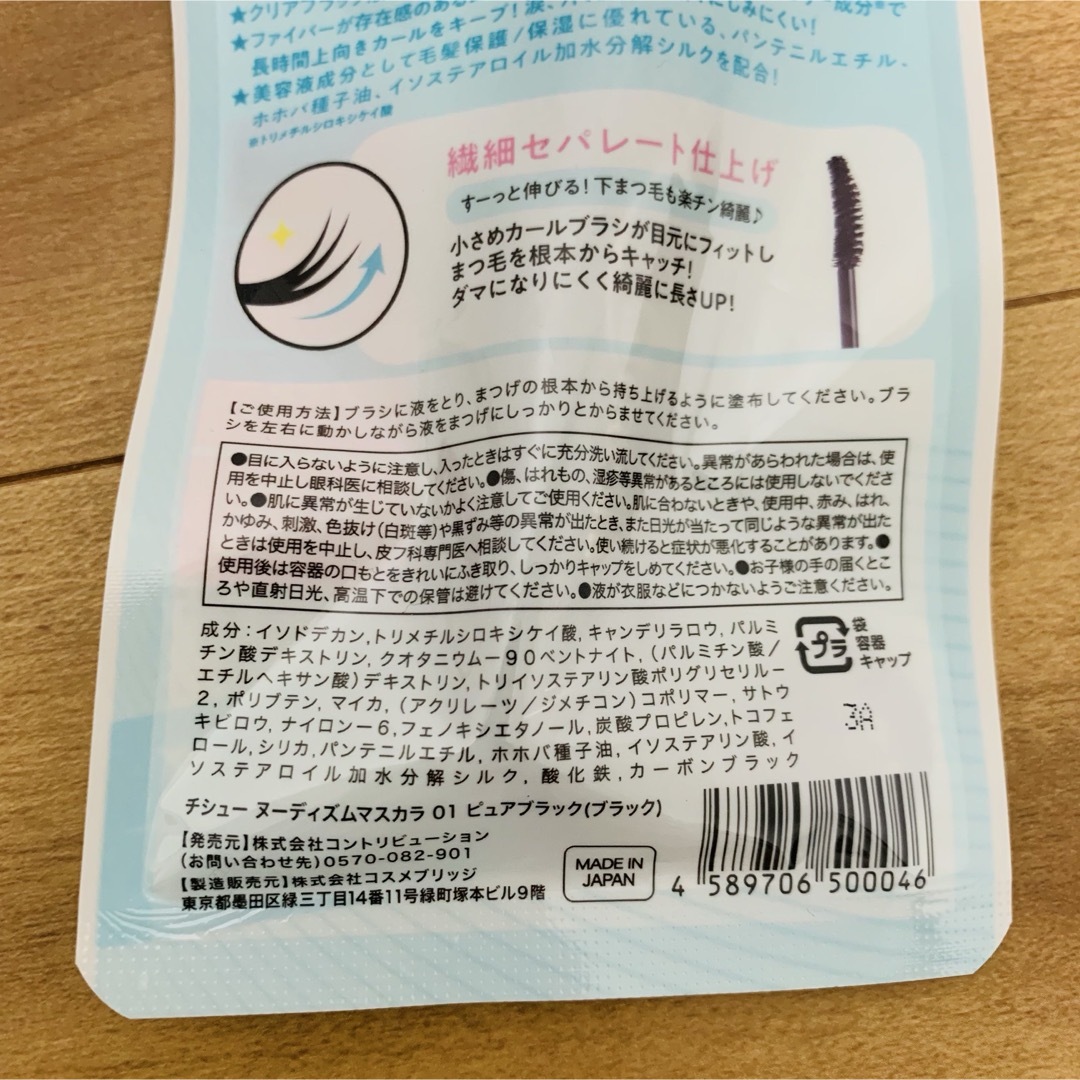 ★クリアブラック
成分※で
★ファイバーが存在感のある
にじみにくい!
長時間上向きカールをキープ!涙、
★美容液成分として毛髪保護/保湿に優れている、パンテニルエチル、
ホホバ種子油、イソステアロイル加水分解シルクを配合!
※トリメチルシロキシケイ酸
繊細セパレート仕上げ
すーっと伸びる!下まつ毛も楽チン綺麗♪
小さめカールブラシが目元にフィットし
まつ毛を根本からキャッチ!
ダマになりにくく綺麗に長さUP!
【ご使用方法】ブラシに液をとり、まつげの根本から持ち上げるように塗布してください。ブラ
シを左右に動かしながら液をまつげにしっかりとからませてください。
●目に入らないように注意し、入ったときはすぐに充分洗い流してください。異常があらわれた場合は、使
用を中止し眼科医に相談してください。●傷、はれもの、湿疹等異常があるところには使用しないでくださ
い。●肌に異常が生じていないかよく注意してご使用ください。肌に合わないときや、使用中、赤み、はれ、
かゆみ、刺激、色抜け(白斑等)や黒ずみ等の異常が出たとき、また日光が当たって同じような異常が出た
ときは使用を中止し、皮フ科専門医へ相談してください。使い続けると症状が悪化することがあります。●
使用後は容器の口もとをきれいにふき取り、しっかりキャップをしめてください。●お子様の手の届くとこ
ろや直射日光、高温下での保管は避けてください。●液が衣服などにつかないようご注意ください。
成分:イソドデカン,トリメチルシロキシケイ酸,キャンデリラロウ,パルミ
チン酸デキストリン,クオタニウムー90ベントナイト,(パルミチン酸/
エチルヘキサン酸)デキストリン,トリイソステアリン酸ポリグリセリルー
2,ポリブテン,マイカ,(アクリレーツ/ジメチコン)コポリマー,サトウ
キビロウ,ナイロンー6,フェノキシエタノール,炭酸プロピレン,トコフェ
ロール,シリカ,パンテニルエチル,ホホバ種子油,イソステアリン酸,イ
ソステアロイル加水分解シルク,酸化鉄,カーボンブラック
プラ
袋
容器
キャップ
3A
チシュー ヌーディズムマスカラ 01 ピュアブラック(ブラック)
【発売元】株式会社コントリビューション
(お問い合わせ先)0570-082-901
【製造販売元】株式会社コスメブリッジ
東京都墨田区緑三丁目14番11号緑町塚本ビル9階
MADE IN
JAPAN
4 589706 500046